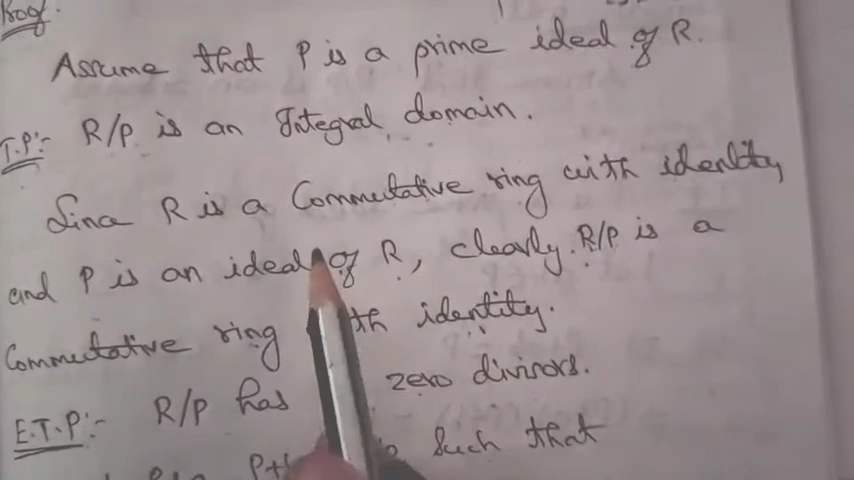 Proof.
Assume that P is a prime ideal of R.
T.P:- R/P is an Integral domain.
Since R is a Commutative ring with identity
and P is an ideal of R, clearly R/P is a
Commutative ring th identity.
E.T.P:- R/P has zero divisors.
P+ such that